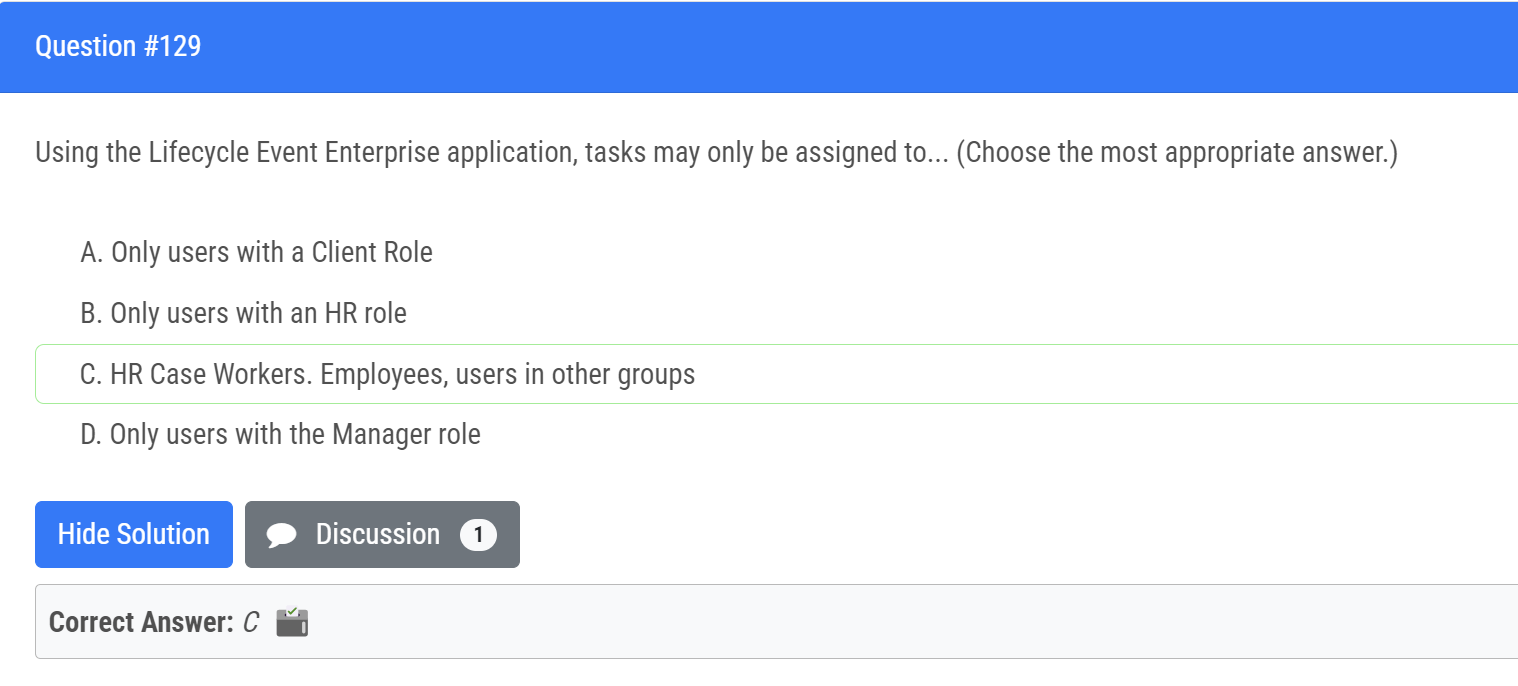 Question #129
Using the Lifecycle Event Enterprise application, tasks may only be assigned to... (Choose the most appropriate answer.)
A. Only users with a Client Role
B. Only users with an HR role
C. HR Case Workers. Employees, users in other groups
D. Only users with the Manager role
Hide Solution Discussion 1
Correct Answer: C